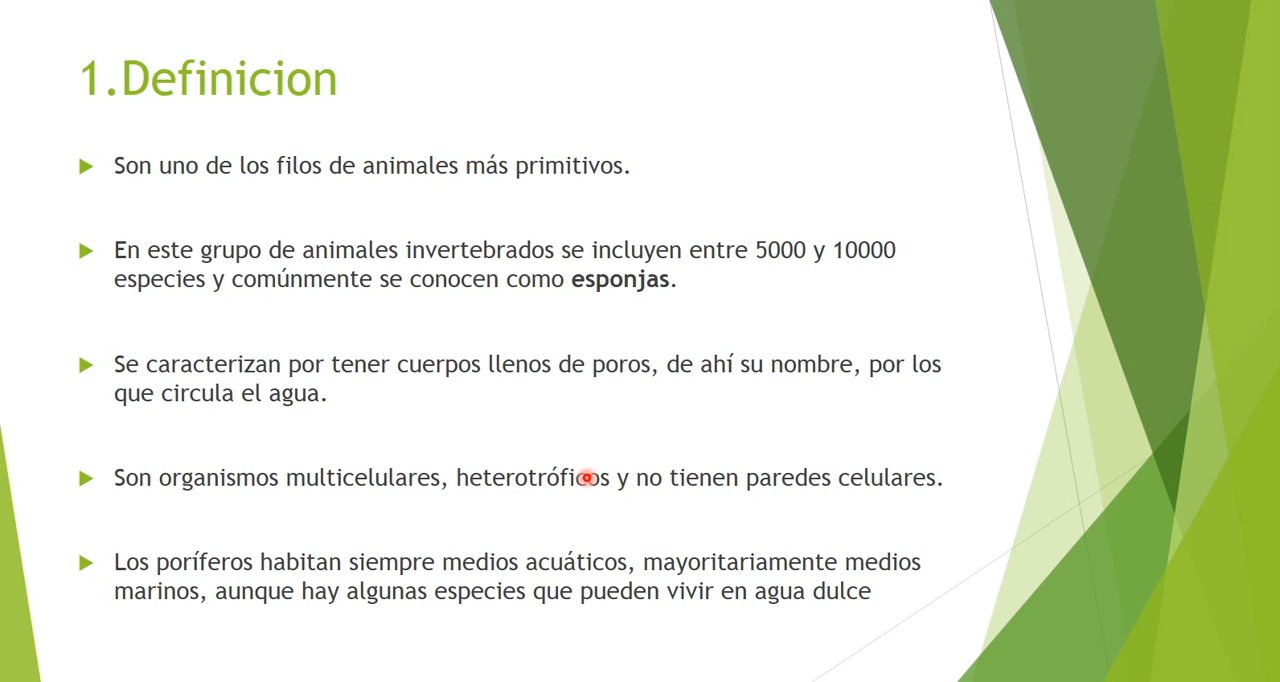 1.Definicion
Son uno de los filos de animales más primitivos.
En este grupo de animales invertebrados se incluyen entre 5000 y 10000
especies y comúnmente se conocen como esponjas.
Se caracterizan por tener cuerpos llenos de poros, de ahí su nombre, por los
que circula el agua.
Son organismos multicelulares, heterotróficos y no tienen paredes celulares.
Los poríferos habitan siempre medios acuáticos, mayoritariamente medios
marinos, aunque hay algunas especies que pueden vivir en agua dulce